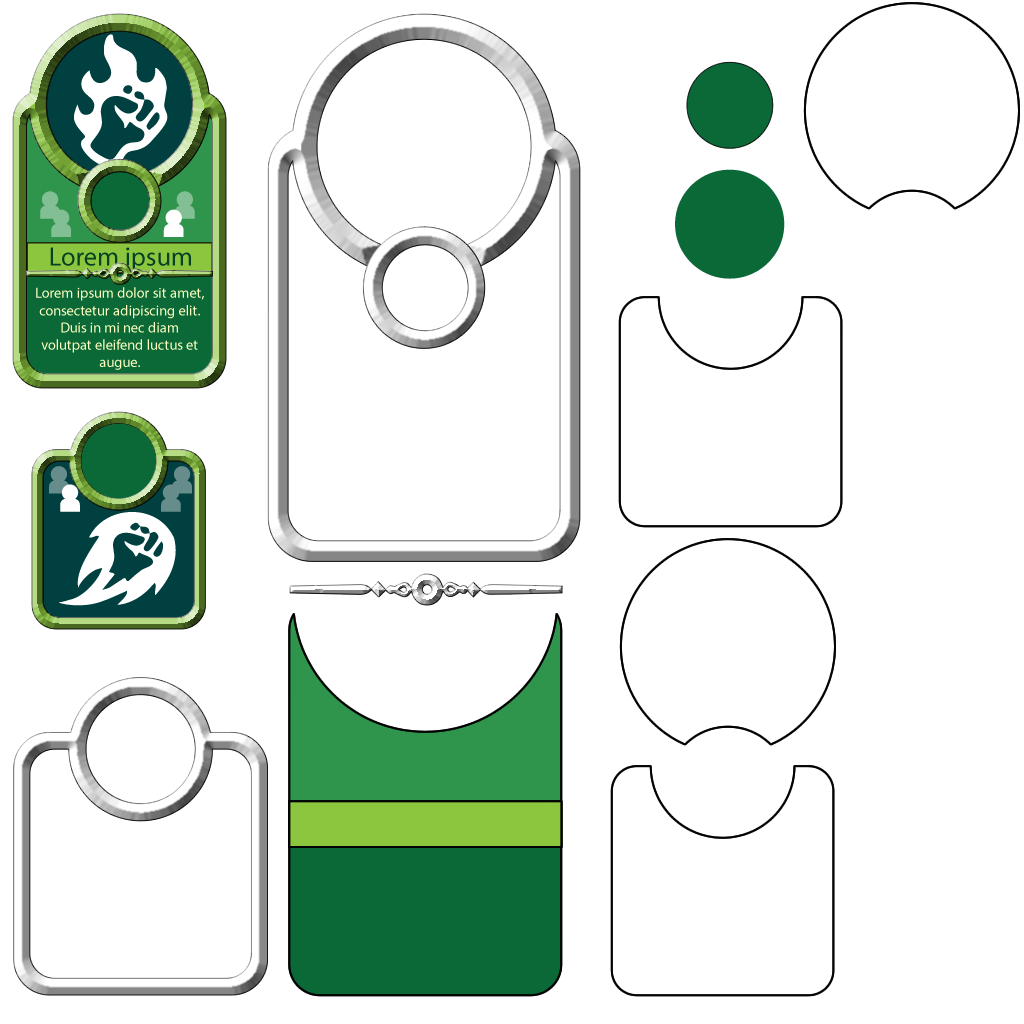 Lorem ipsum
Lorem ipsum dolor sit amet,
consectetur adipiscing elit.
Duis in mi nec diam
volutpat eleifend luctus et
augue.